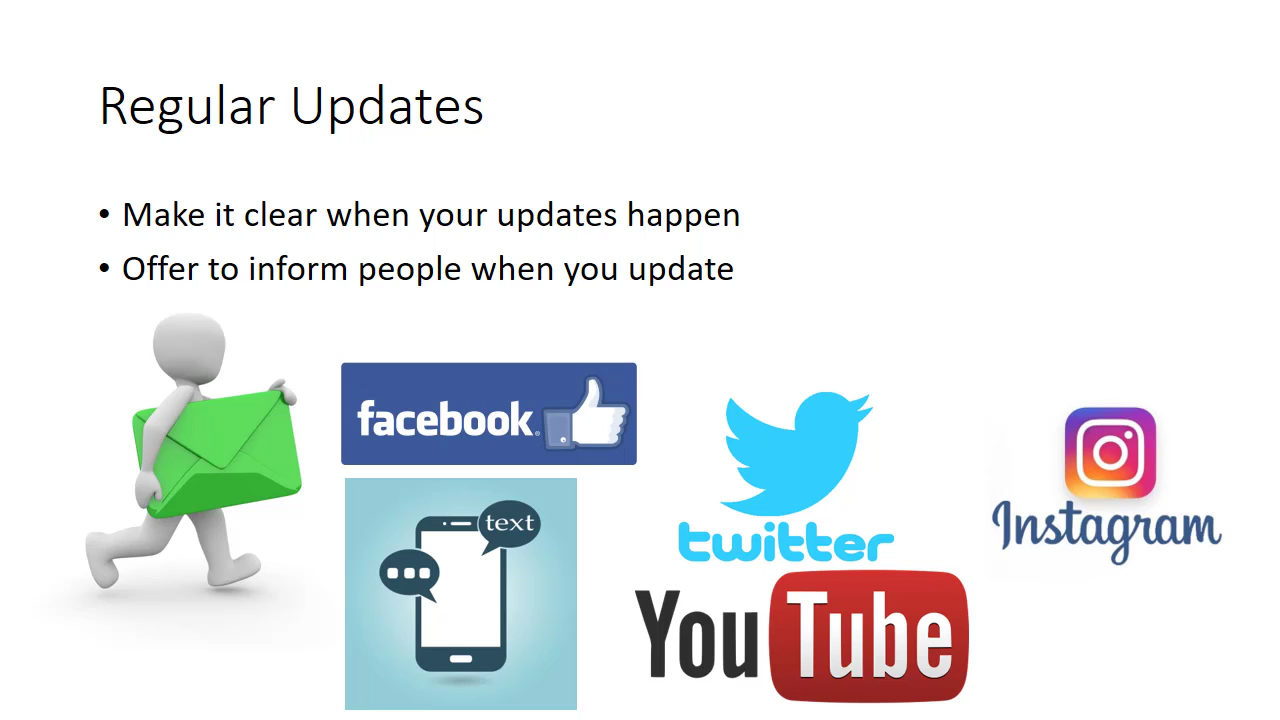 Regular Updates
• Make it clear when your updates happen
• Offer to inform people when you update
facebook®
text
twitter
Instagram
YouTube